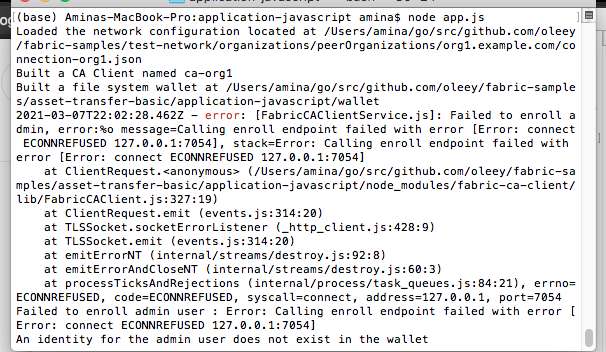 (base) Aminas-MacBook-Pro:application-javascript amina$ node app.js
Loaded the network configuration located at /Users/amina/go/src/github.com/oleey
/fabric-samples/test-network/organizations/peerOrganizations/org1.example.com/co
nnection-org1.json
Built a CA Client named ca-org1
Built a file system wallet at /Users/amina/go/src/github.com/oleey/fabric-sample
s/asset-transfer-basic/application-javascript/wallet
2021-03-07T22:02:28.462Z - error: [FabricCAClientService.js]: Failed to enroll a
dmin, error:%o message=Calling enroll endpoint failed with error [Error: connect
 ECONNREFUSED 127.0.0.1:7054], stack=Error: Calling enroll endpoint failed with
error [Error: connect ECONNREFUSED 127.0.0.1:7054]
    at ClientRequest.<anonymous> (/Users/amina/go/src/github.com/oleey/fabric-sa
mples/asset-transfer-basic/application-javascript/node_modules/fabric-ca-client/
lib/FabricCAClient.js:327:19)
    at ClientRequest.emit (events.js:314:20)
    at TLSSocket.socketErrorListener (_http_client.js:428:9)
    at TLSSocket.emit (events.js:314:20)
    at emitErrorNT (internal/streams/destroy.js:92:8)
    at emitErrorAndCloseNT (internal/streams/destroy.js:60:3)
    at processTicksAndRejections (internal/process/task_queues.js:84:21), errno=
ECONNREFUSED, code=ECONNREFUSED, syscall=connect, address=127.0.0.1, port=7054
Failed to enroll admin user : Error: Calling enroll endpoint failed with error [
Error: connect ECONNREFUSED 127.0.0.1:7054]
An identity for the admin user does not exist in the wallet